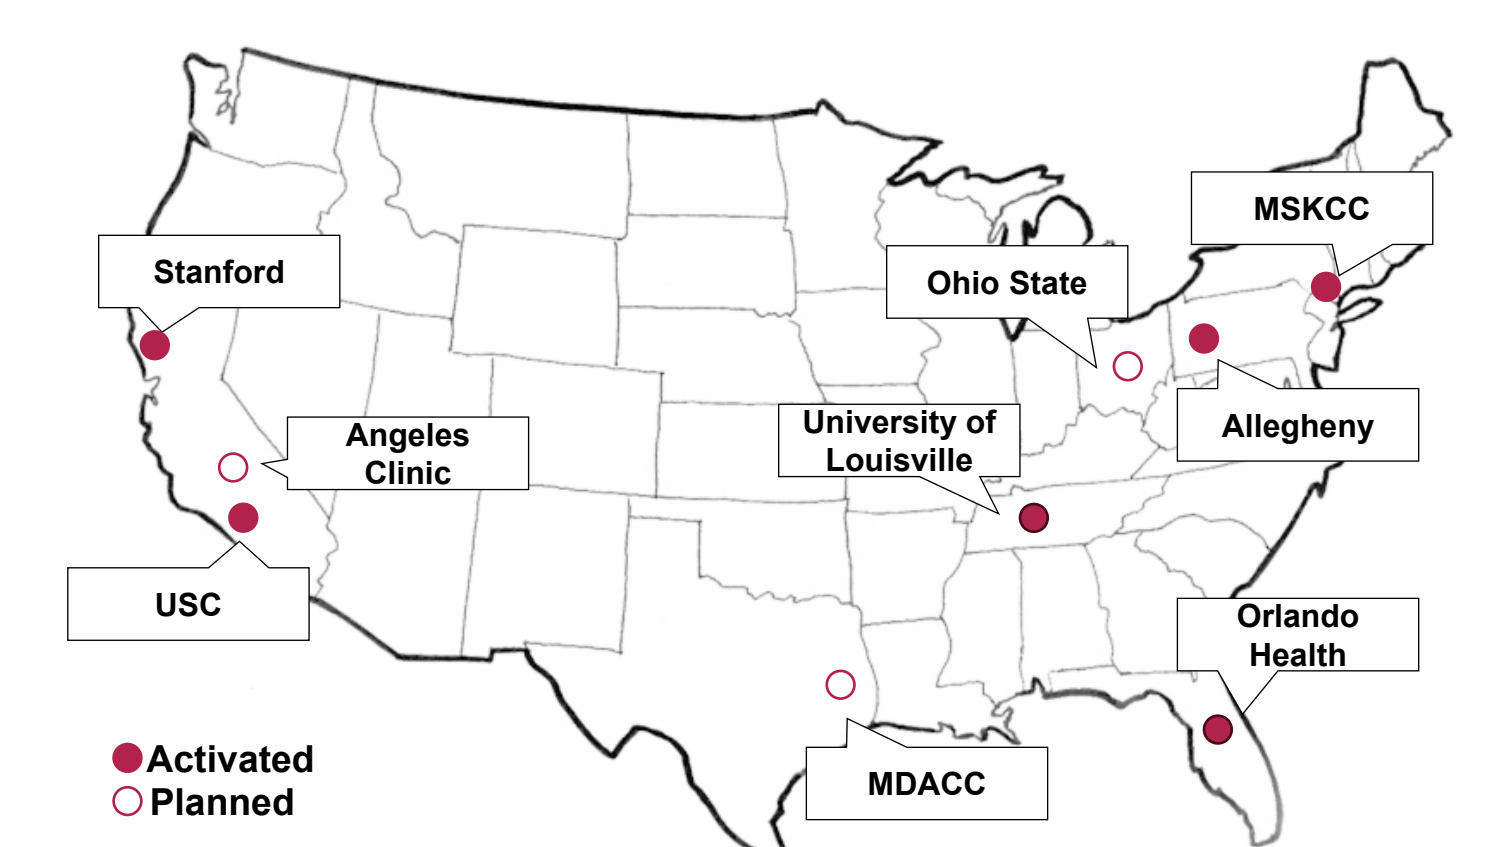 MSKCC
Stanford
Ohio State
University of
Louisville
Allegheny
Angeles
Clinic
USC
Orlando
Health
MDACC
Activated
Planned